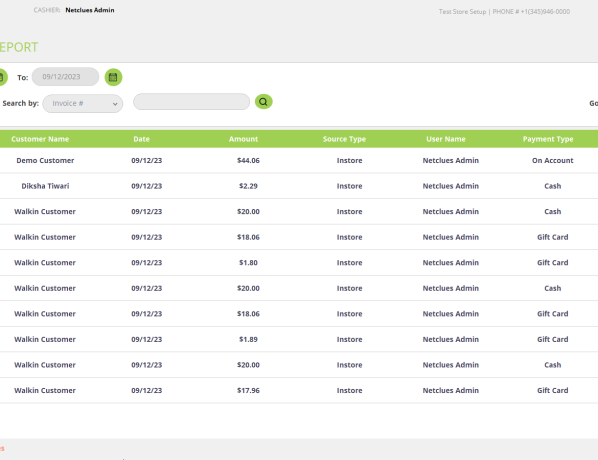 CASHIER: Netclues Admin
Test Store Setup | PHONE # +1(345)946-0000
EPORT
To: 09/12/2023
Search by: Invoice #
Go
Customer Name Date Amount Source Type User Name Payment Type
Demo Customer 09/12/23 $44.06 Instore Netclues Admin On Account
Diksha Tiwari 09/12/23 $2.29 Instore Netclues Admin Cash
Walkin Customer 09/12/23 $20.00 Instore Netclues Admin Cash
Walkin Customer 09/12/23 $18.06 Instore Netclues Admin Gift Card
Walkin Customer 09/12/23 $1.80 Instore Netclues Admin Gift Card
Walkin Customer 09/12/23 $20.00 Instore Netclues Admin Cash
Walkin Customer 09/12/23 $18.06 Instore Netclues Admin Gift Card
Walkin Customer 09/12/23 $1.89 Instore Netclues Admin Gift Card
Walkin Customer 09/12/23 $20.00 Instore Netclues Admin Cash
Walkin Customer 09/12/23 $17.96 Instore Netclues Admin Gift Card